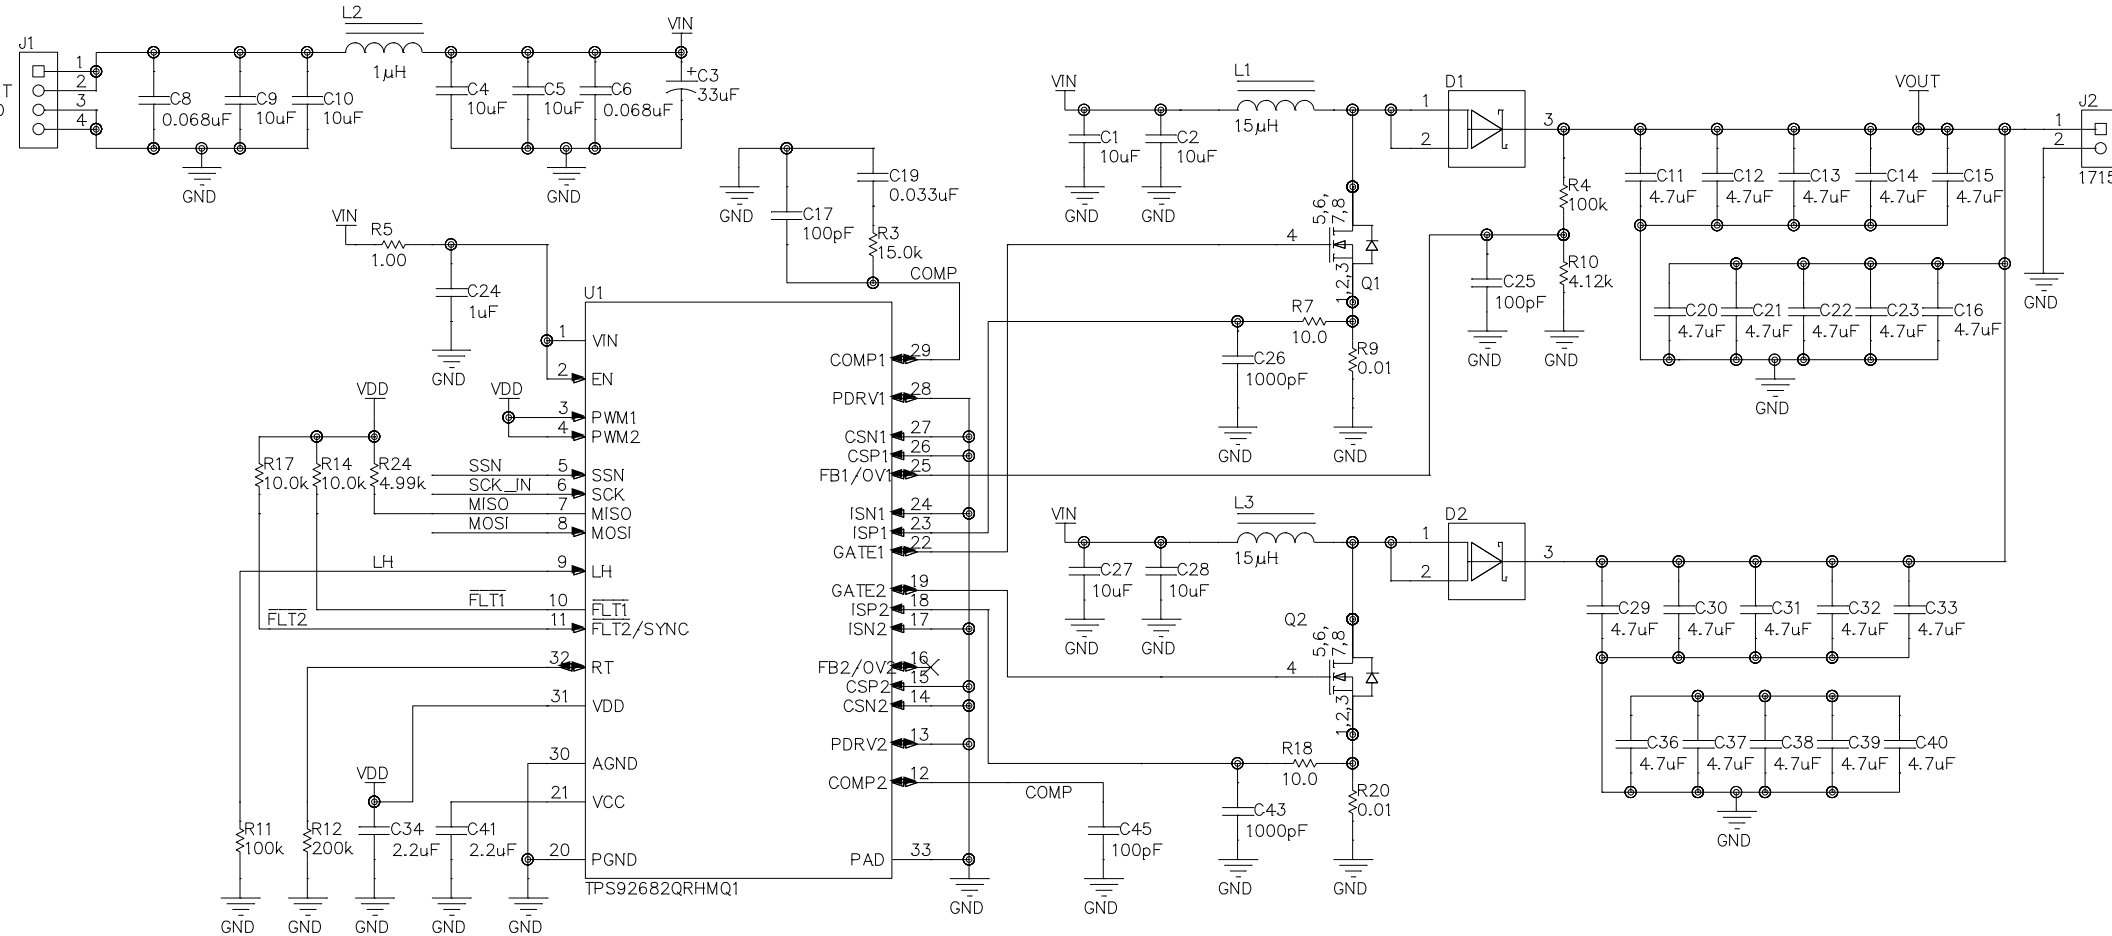 J1
T
1
2
3
4
C8
0.068uF
C9
10uF
C10
10uF
L2
1µH
C4
10uF
C5
10uF
C6
0.068uF
VIN
+
C3
33uF
GND
GND
VIN
R5
1.00
C24
1uF
GND
GND
C17
100pF
C19
0.033uF
R3
15.0k
COMP
VIN
C1
10uF
C2
10uF
GND
GND
L1
15µH
D1
1
2
3
5,6,
7,8
4
1,2,3
Q1
R7
10.0
C26
1000pF
R9
0.01
GND
GND
R4
100k
R10
4.12k
C25
100pF
GND
GND
VOUT
J2
1
2
1715
GND
C11
4.7uF
C12
4.7uF
C13
4.7uF
C14
4.7uF
C15
4.7uF
C20
4.7uF
C21
4.7uF
C22
4.7uF
C23
4.7uF
C16
4.7uF
GND
U1
1 VIN
2 EN
VDD
3 PWM1
4 PWM2
SSN 5 SSN
SCK_IN 6 SCK
MISO 7 MISO
MOSI 8 MOSI
LH 9 LH
FLT1 10 FLT1
FLT2 11 FLT2/SYNC
32 RT
31 VDD
30 AGND
21 VCC
20 PGND
COMP1 29
PDRV1 28
CSN1 27
CSP1 26
FB1/OV1 25
ISN1 24
ISP1 23
GATE1 22
GATE2 19
ISP2 18
ISN2 17
FB2/OV2 16
CSP2 15
CSN2 14
PDRV2 13
COMP2 12
PAD 33
TPS92682QRHMQ1
VDD
R17
10.0k
R14
10.0k
R24
4.99k
R11
100k
R12
200k
VDD
C34
2.2uF
C41
2.2uF
GND
GND
GND
GND
GND
GND
COMP
C45
100pF
GND
VIN
C27
10uF
C28
10uF
GND
GND
L3
15µH
D2
1
2
3
Q2
5,6,
7,8
4
1,2,3
R18
10.0
C43
1000pF
R20
0.01
GND
GND
C29
4.7uF
C30
4.7uF
C31
4.7uF
C32
4.7uF
C33
4.7uF
C36
4.7uF
C37
4.7uF
C38
4.7uF
C39
4.7uF
C40
4.7uF
GND